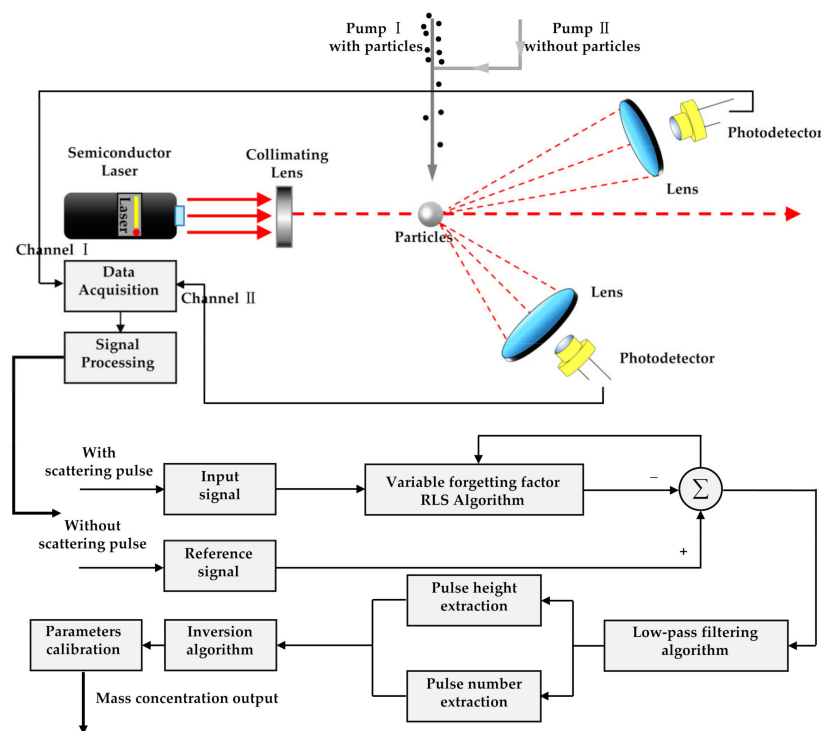 Pump Ⅰ
with particles
Pump Ⅱ
without particles
Photodetector
Semiconductor
Laser
Collimating
Lens
Lens
Laser
Particles
Channel Ⅰ
Data
Acquisition
Channel Ⅱ
Lens
Signal
Processing
Photodetector
With
scattering pulse
Input
signal
Variable forgetting factor
RLS Algorithm
−
Σ
Without
scattering pulse
Reference
signal
+
Pulse height
extraction
Parameters
calibration
Inversion
algorithm
Low-pass filtering
algorithm
Pulse number
extraction
Mass concentration output